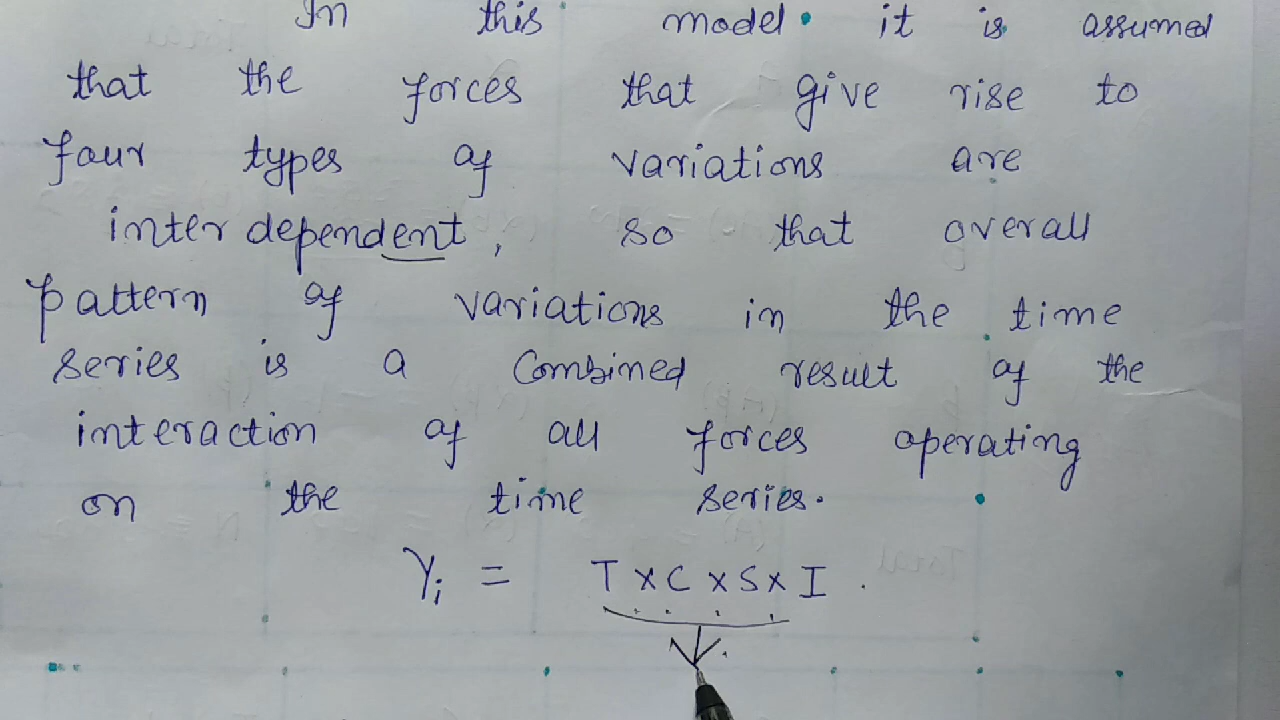 In this model it is assumed
that the forces that give rise to
four types of variations are
interdependent, so that overall
pattern of variations in the time
series is a combined result of the
interaction of all forces operating
on the time series.
Yi = T x C x S x I.